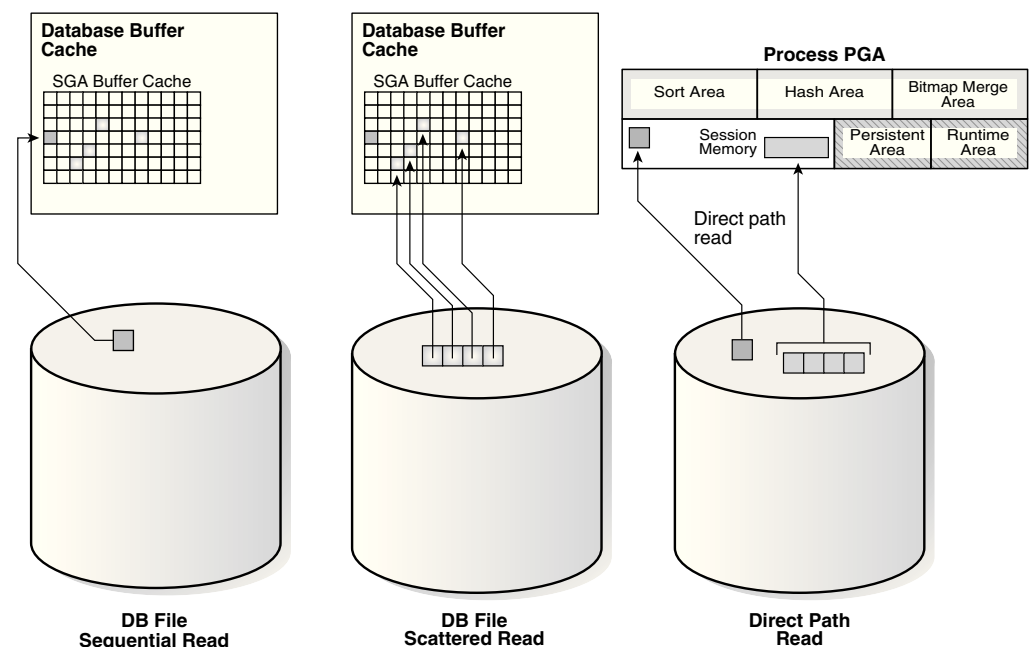 Database Buffer
Cache
SGA Buffer Cache
Database Buffer
Cache
SGA Buffer Cache
Process PGA
Sort Area
Hash Area
Bitmap Merge
Area
Session
Memory
Persistent
Area
Runtime
Area
Direct path
read
DB File
Sequential Read
DB File
Scattered Read
Direct Path
Read